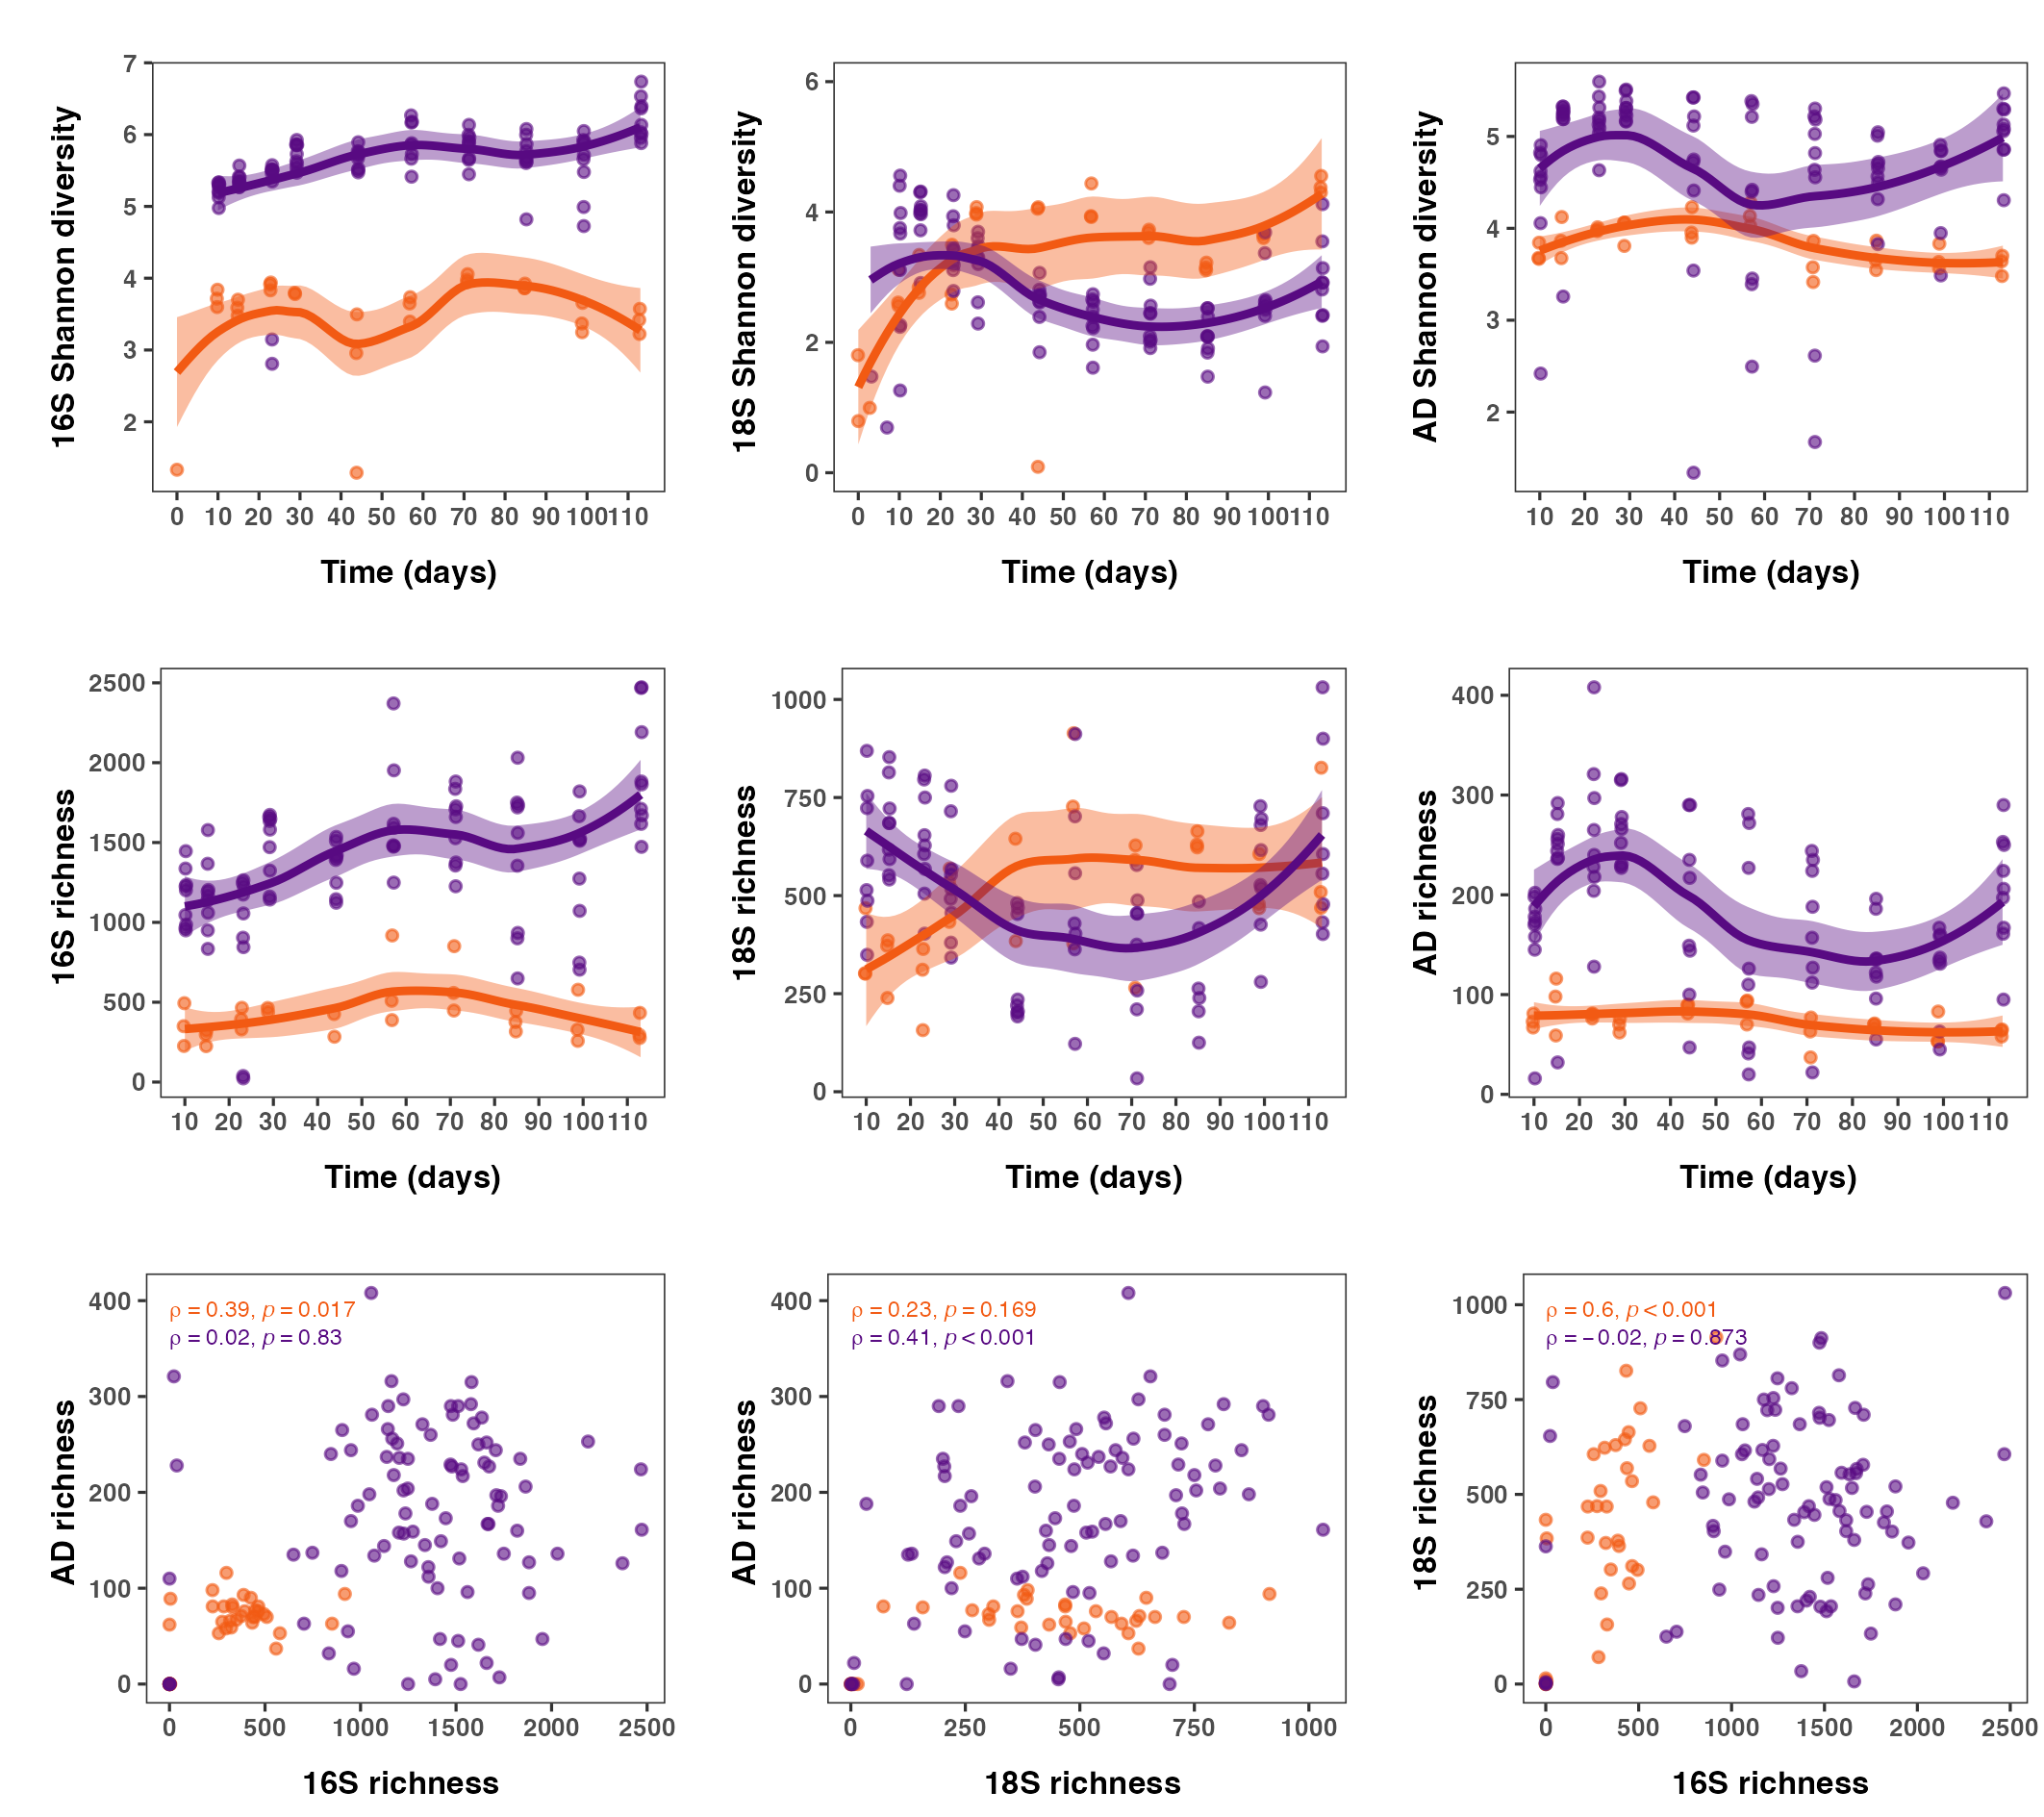 7
6
5
4
3
2
16S Shannon diversity
0 10 20 30 40 50 60 70 80 90 100 110
Time (days)
6
4
2
0
18S Shannon diversity
0 10 20 30 40 50 60 70 80 90 100 110
Time (days)
5
4
3
2
AD Shannon diversity
10 20 30 40 50 60 70 80 90 100 110
Time (days)
2500
2000
1500
1000
500
0
16S richness
10 20 30 40 50 60 70 80 90 100 110
Time (days)
1000
750
500
250
0
18S richness
10 20 30 40 50 60 70 80 90 100 110
Time (days)
400
300
200
100
0
AD richness
10 20 30 40 50 60 70 80 90 100 110
Time (days)
ρ = 0.39, p = 0.017
ρ = 0.02, p = 0.83
400
300
200
100
0
AD richness
0 500 1000 1500 2000 2500
16S richness
ρ = 0.23, p = 0.169
ρ = 0.41, p < 0.001
400
300
200
100
0
AD richness
0 250 500 750 1000
18S richness
ρ = 0.6, p < 0.001
ρ = −0.02, p = 0.873
1000
750
500
250
0
18S richness
0 500 1000 1500 2000 2500
16S richness